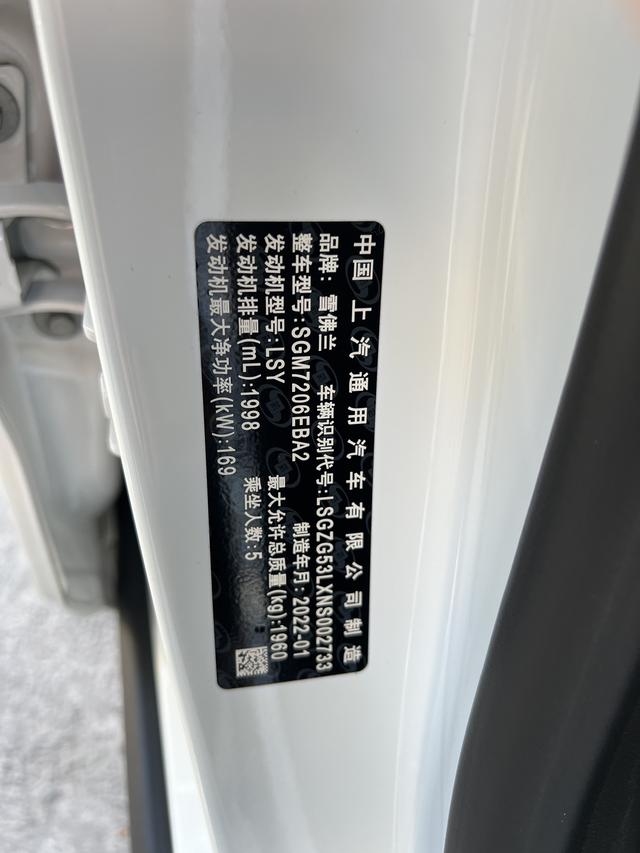 中国 上汽通用汽车有限公司制造
品牌: 雪佛兰 车辆识别代号:LSGZG53LXNS002733
整车型号:SGM7206EBA2 制造年月:2022-01
发动机型号:LSY 最大允许总质量(kg):1960
发动机排量(mL):1998 乘坐人数:5
发动机最大净功率(kW):169